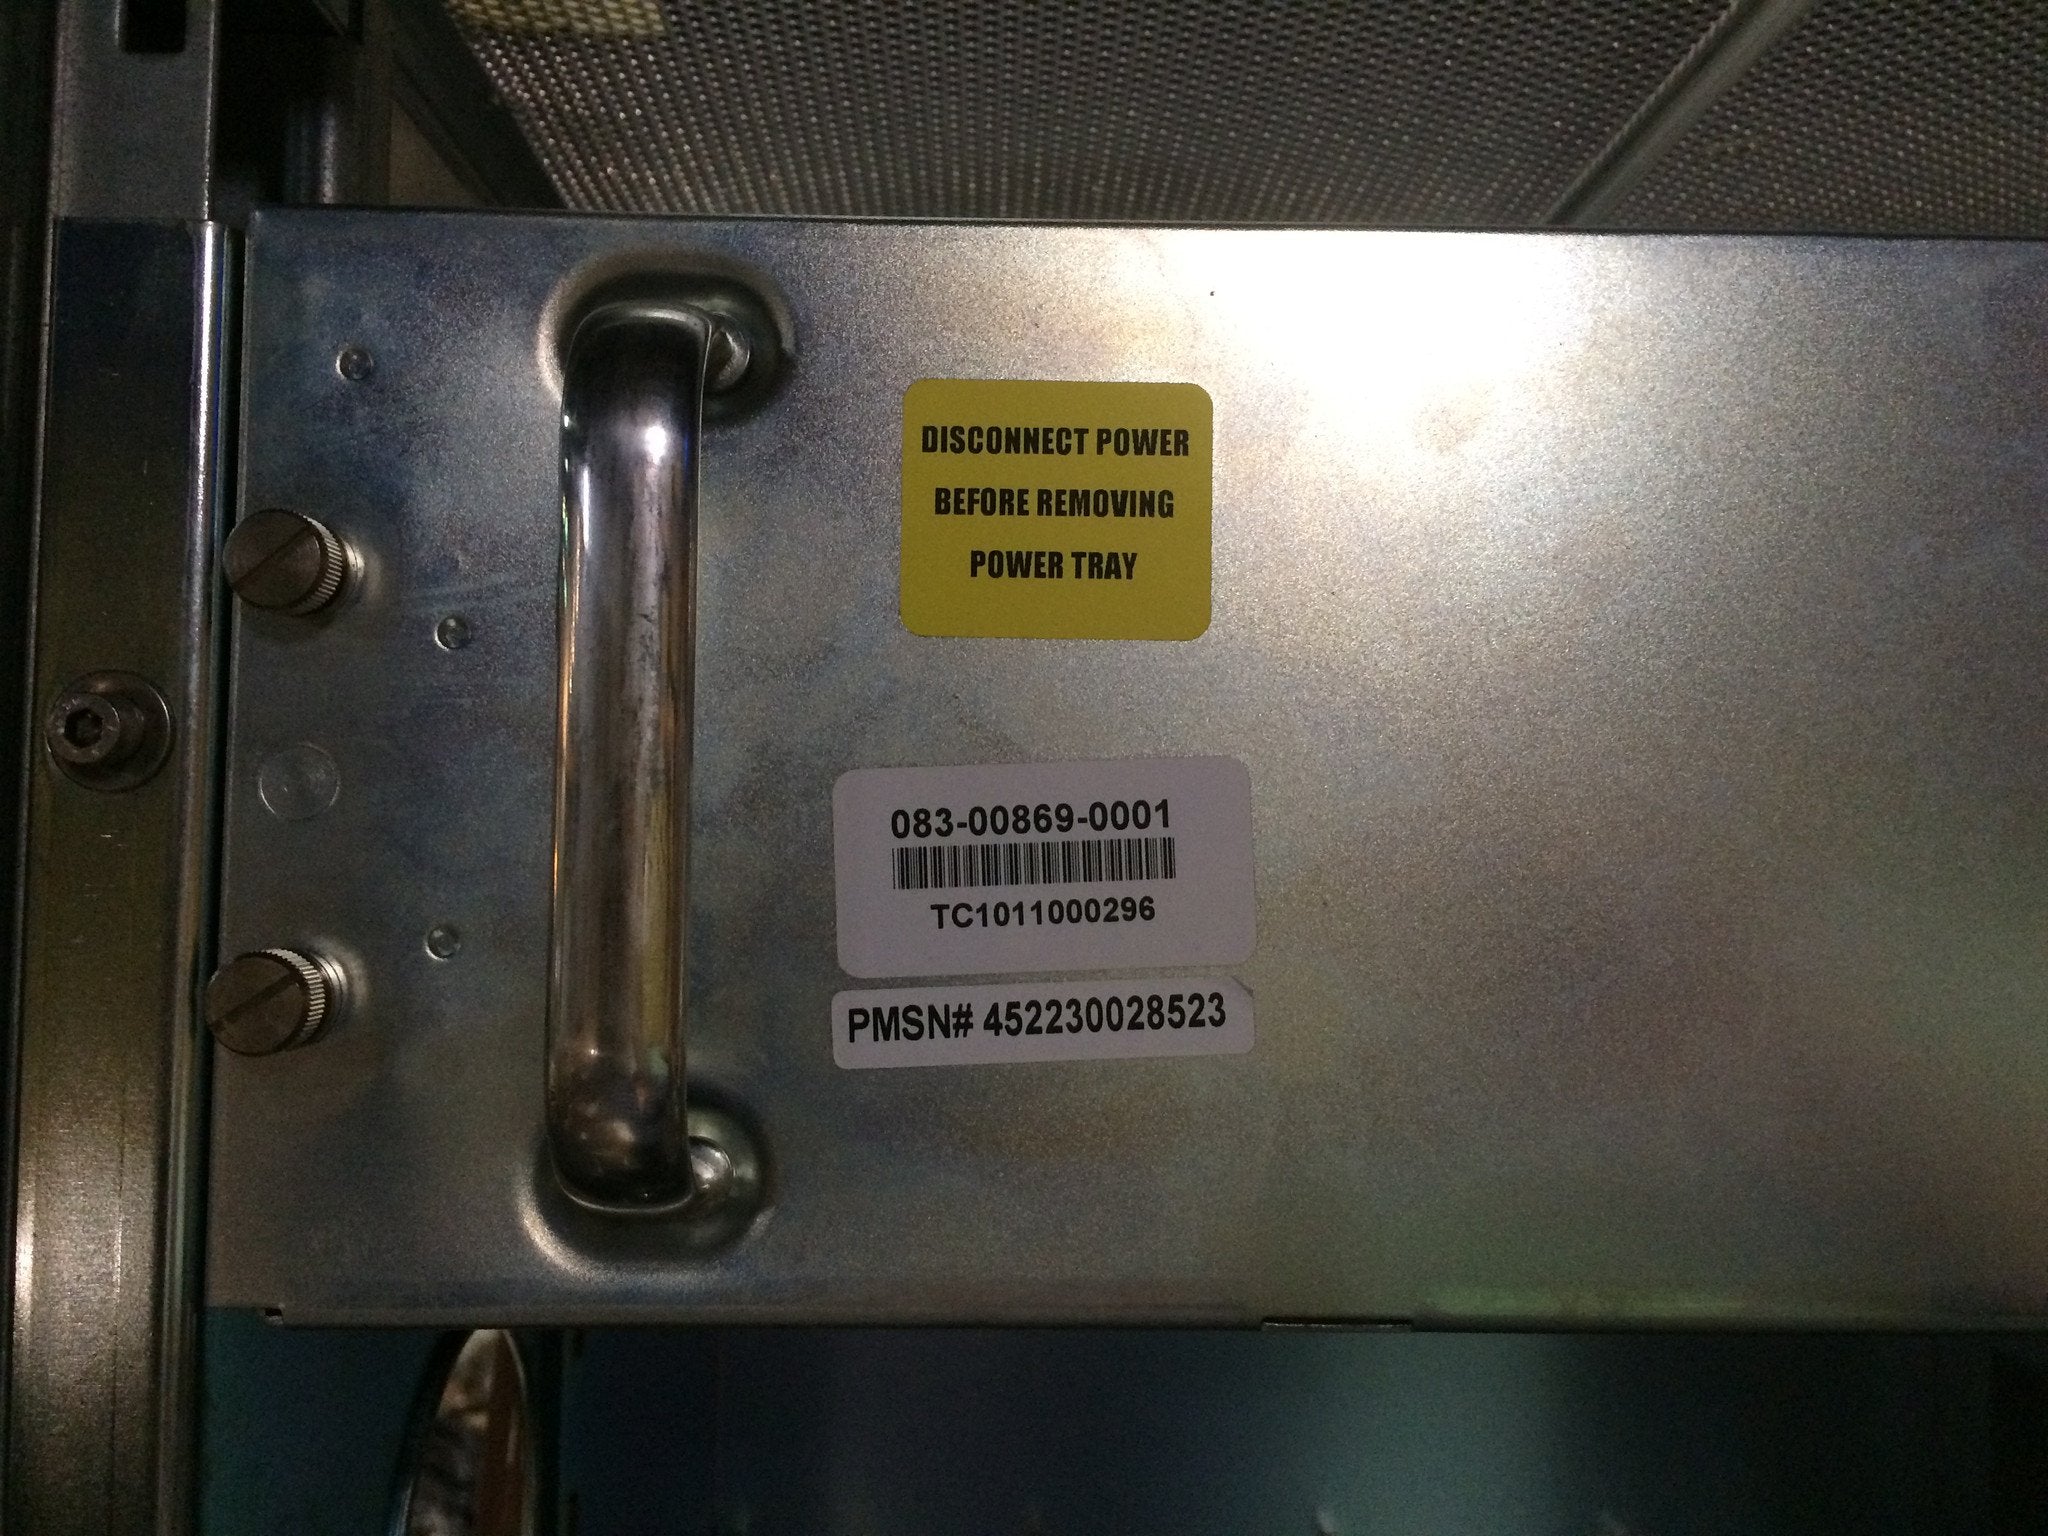 DISCONNECT POWER
BEFORE REMOVING
POWER TRAY
083-00869-0001
TC1011000296
PMSN# 452230028523